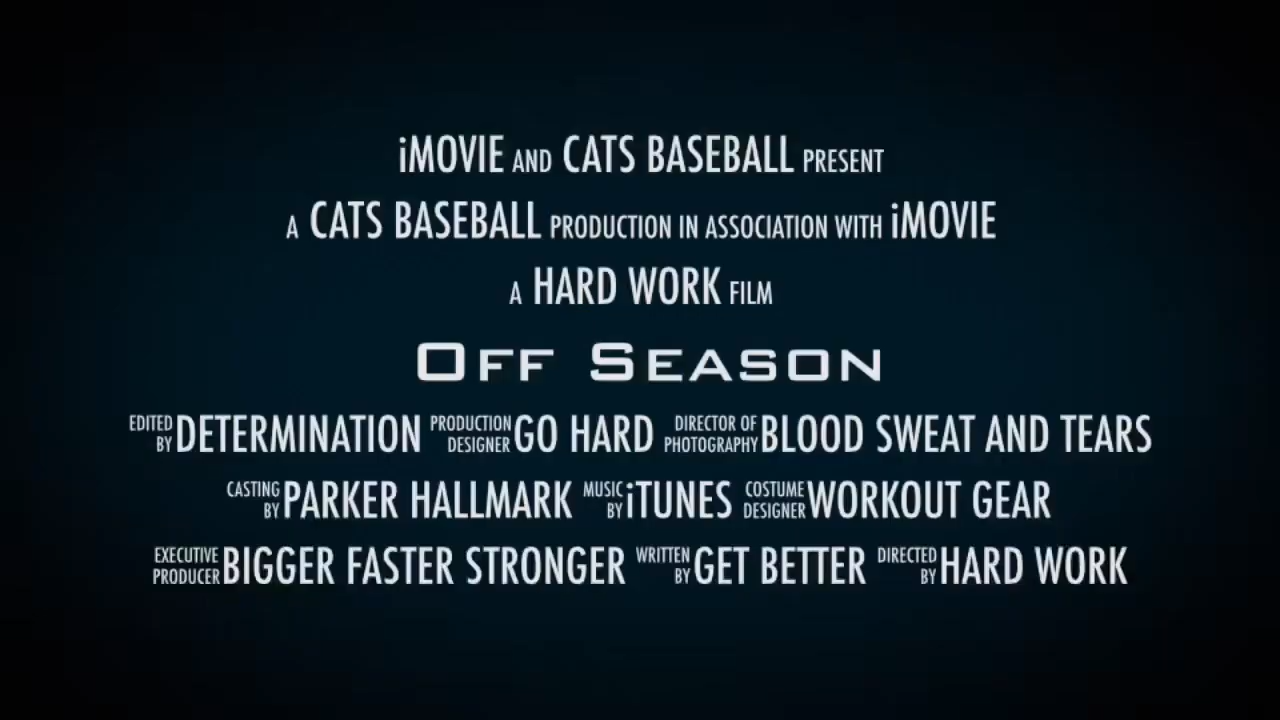 iMOVIE AND CATS BASEBALL PRESENT
A CATS BASEBALL PRODUCTION IN ASSOCIATION WITH iMOVIE
A HARD WORK FILM
OFF SEASON
EDITED BY DETERMINATION PRODUCTION DESIGNER GO HARD DIRECTOR OF PHOTOGRAPHY BLOOD SWEAT AND TEARS
CASTING BY PARKER HALLMARK MUSIC BY iTUNES COSTUME DESIGNER WORKOUT GEAR
EXECUTIVE PRODUCER BIGGER FASTER STRONGER WRITTEN BY GET BETTER DIRECTED BY HARD WORK